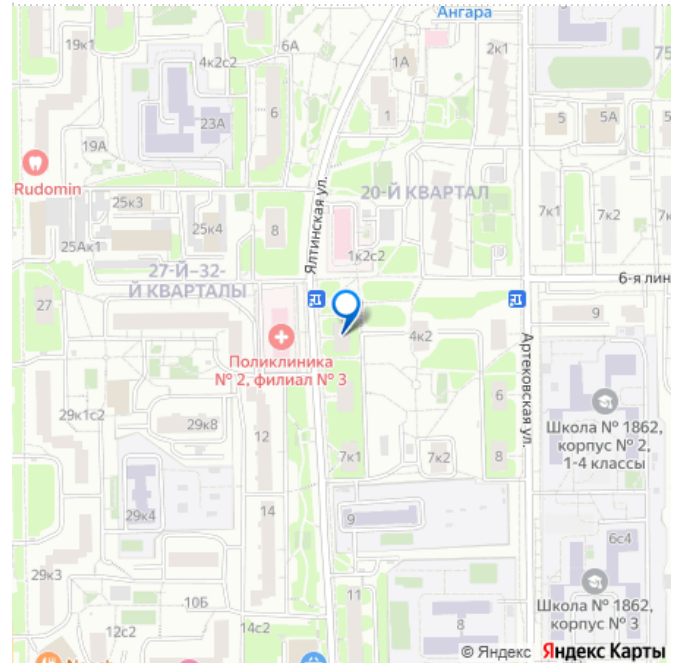 Ангара
19к1
4к2с2
6А
1А
2к1
75
23А
6
1
5
5А
5
19А
Rudomin
Ялтинская ул.
20-Й КВАРТАЛ
25к3
25к4
8
7к1
7к2
7
25Ак1
1к2с2
27-Й–32-
Й КВАРТАЛЫ
6-я лин
27
9
4к2
Поликлиника
№ 2, филиал № 3
Артековская ул.
6
Школа № 1862,
корпус № 2,
1-4 классы
29к1с2
29к8
12
7к1
7к2
8
29к4
14
9
6с4
29к3
10Б
11
8
Школа № 1862,
корпус № 3
12с2
14с2
© Яндекс Яндекс Карты